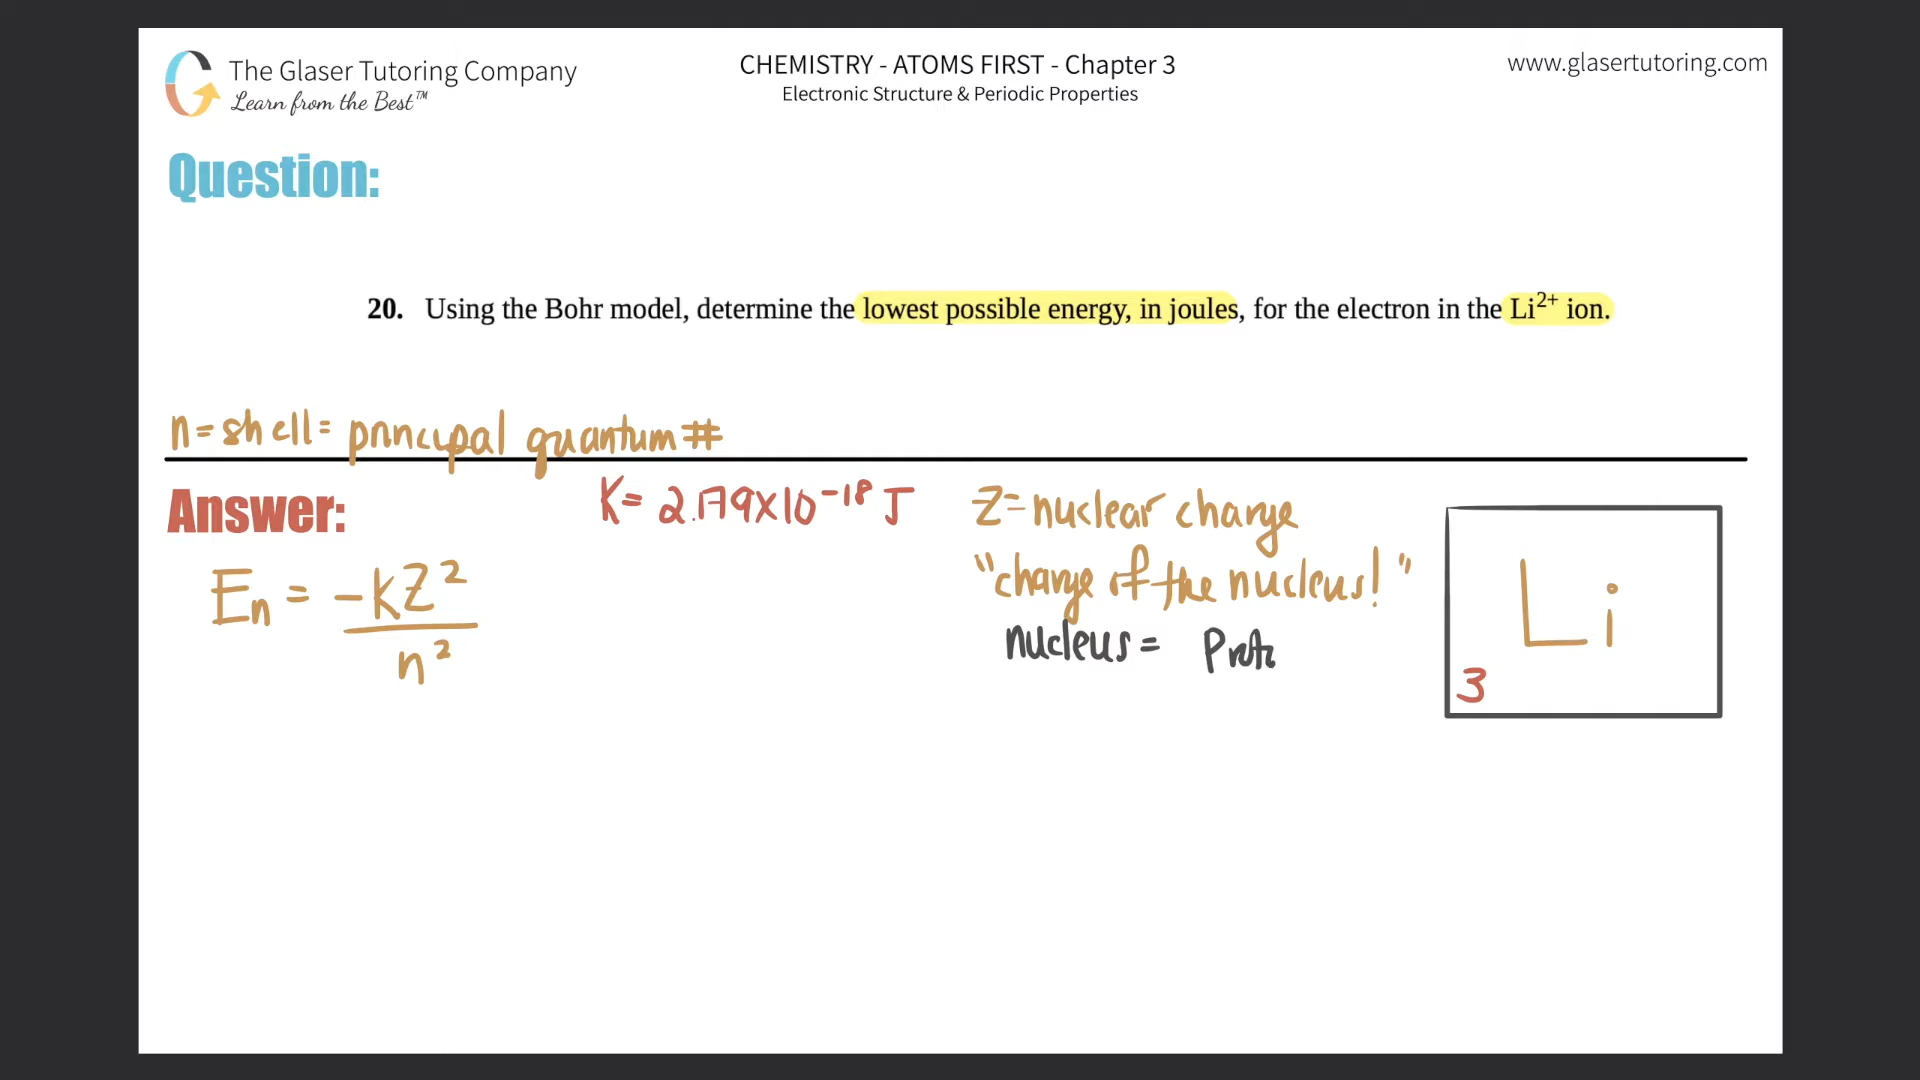 The Glaser Tutoring Company
Learn from the Best™
CHEMISTRY - ATOMS FIRST - Chapter 3
Electronic Structure & Periodic Properties
www.glasertutoring.com
Question:
20. Using the Bohr model, determine the lowest possible energy, in joules, for the electron in the Li²⁺ ion.
n = shell = principal quantum #
Answer:
K = 2.179x10⁻¹⁸ J
Eₙ = -KZ²
n²
Z = nuclear charge
"charge of the nucleus!"
nucleus = Prot
Li
3